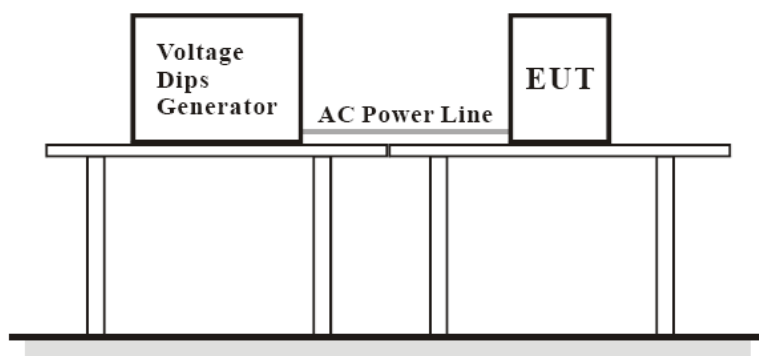 Voltage
Dips
Generator
AC Power Line
EUT